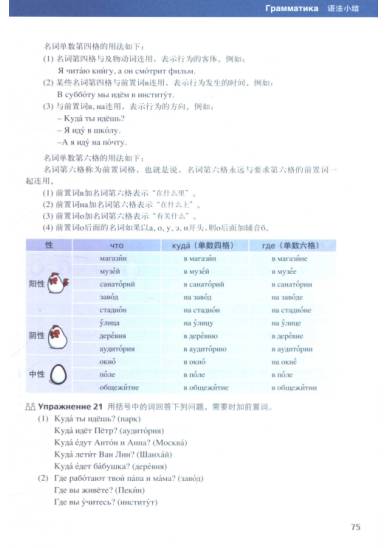 Грамматика 语法小结
名词单数第四格的用法如下：
(1) 名词第四格与及物动词连用，表示行为的客体，例如：
Я чита́ю кни́гу, а он смо́трит фильм.
(2) 某些名词第四格与前置词в连用，表示行为发生的时间，例如：
В суббо́ту мы идём в институ́т.
(3) 与前置词в, на连用，表示行为的方向，例如：
– Куда́ ты идёшь?
– Я иду́ в шко́лу.
–А я иду́ на по́чту.
名词单数第六格的用法如下：
名词第六格称为前置词格，也就是说，名词第六格永远与要求第六格的前置词一
起连用。
(1) 前置词в加名词第六格表示“在什么里”。
(2) 前置词на加名词第六格表示“在什么上”。
(3) 前置词о加名词第六格表示“有关什么”。
(4) 前置词о后面的名词如果以а, о, у, э, и开头，则о后面加辅音б。
性 что куда́（单数四格） где（单数六格）
магази́н в магази́н в магази́не
музе́й в музе́й в музе́е
阳性 санато́рий в санато́рий в санато́рии
заво́д на заво́д на заво́де
стадио́н на стадио́н на стадио́не
у́лица на у́лицу на у́лице
阴性 дере́вня в дере́вню в дере́вне
аудито́рия в аудито́рию в аудито́рии
окно́ в окно́ на окне́
中性 по́ле в по́ле в по́ле
общежи́тие в общежи́тие в общежи́тии
Упражнение 21 用括号中的词回答下列问题，需要时加前置词。
(1) Куда́ ты идёшь? (парк)
Куда́ идёт Пётр? (аудито́рия)
Куда́ е́дут Анто́н и А́нна? (Москва́)
Куда́ лети́т Ван Лин? (Шанха́й)
Куда́ е́дет ба́бушка? (дере́вня)
(2) Где рабо́тают твой па́па и ма́ма? (заво́д)
Где вы живёте? (Пеки́н)
Где вы у́читесь? (институ́т)
75